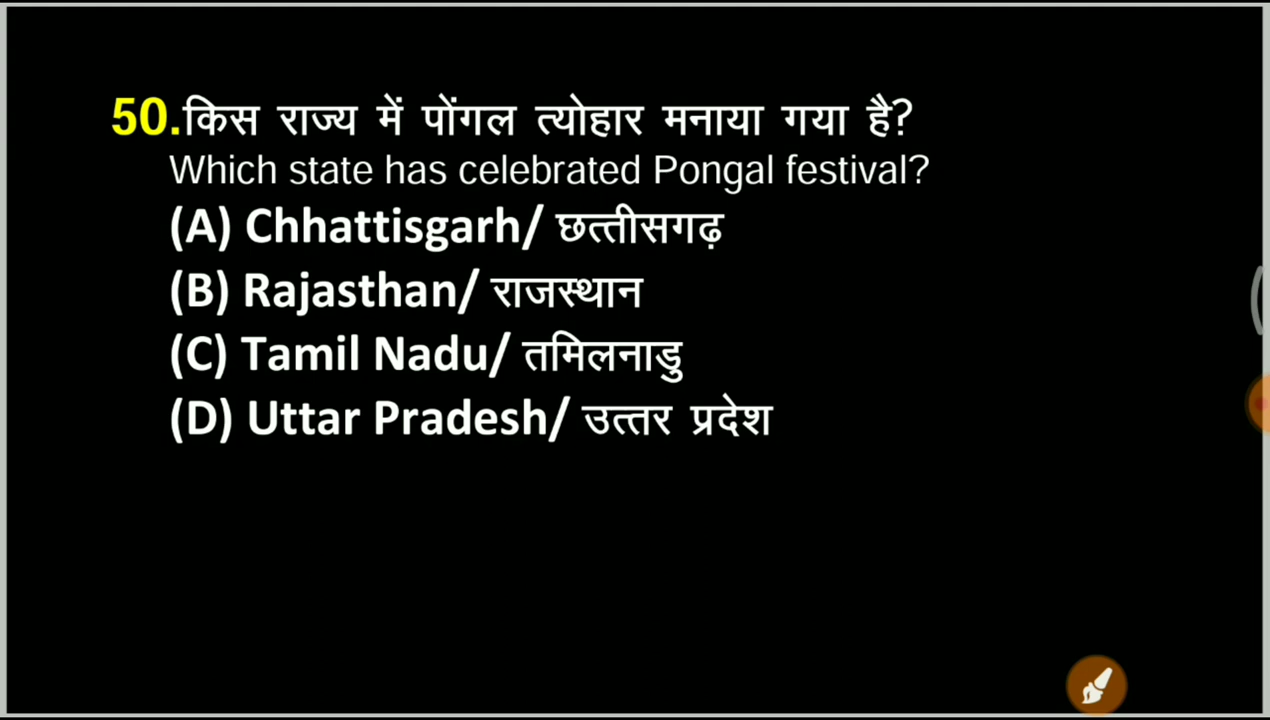 50.किस राज्य में पोंगल त्योहार मनाया गया है?
Which state has celebrated Pongal festival?
(A) Chhattisgarh/ छत्तीसगढ़
(B) Rajasthan/ राजस्थान
(C) Tamil Nadu/ तमिलनाडु
(D) Uttar Pradesh/ उत्तर प्रदेश